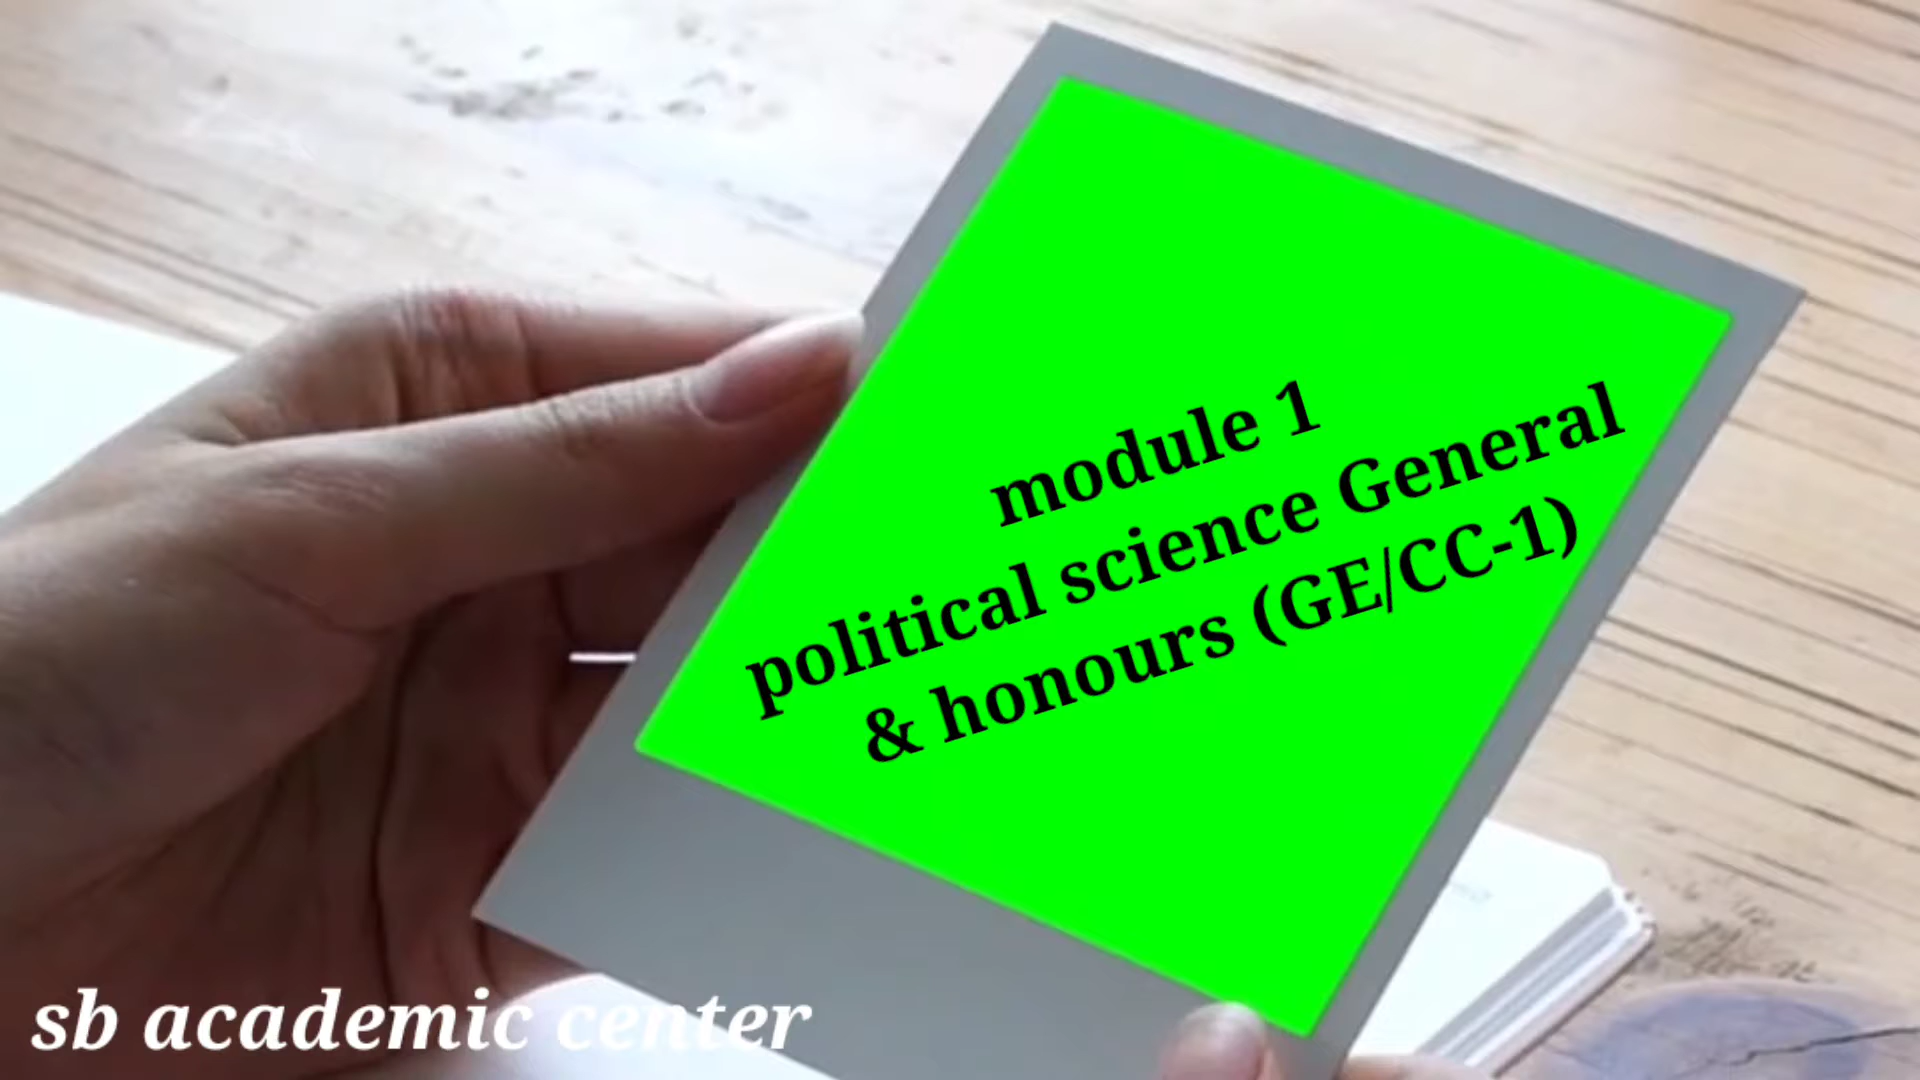 module 1
political science General
& honours (GE/CC-1)
sb academic center